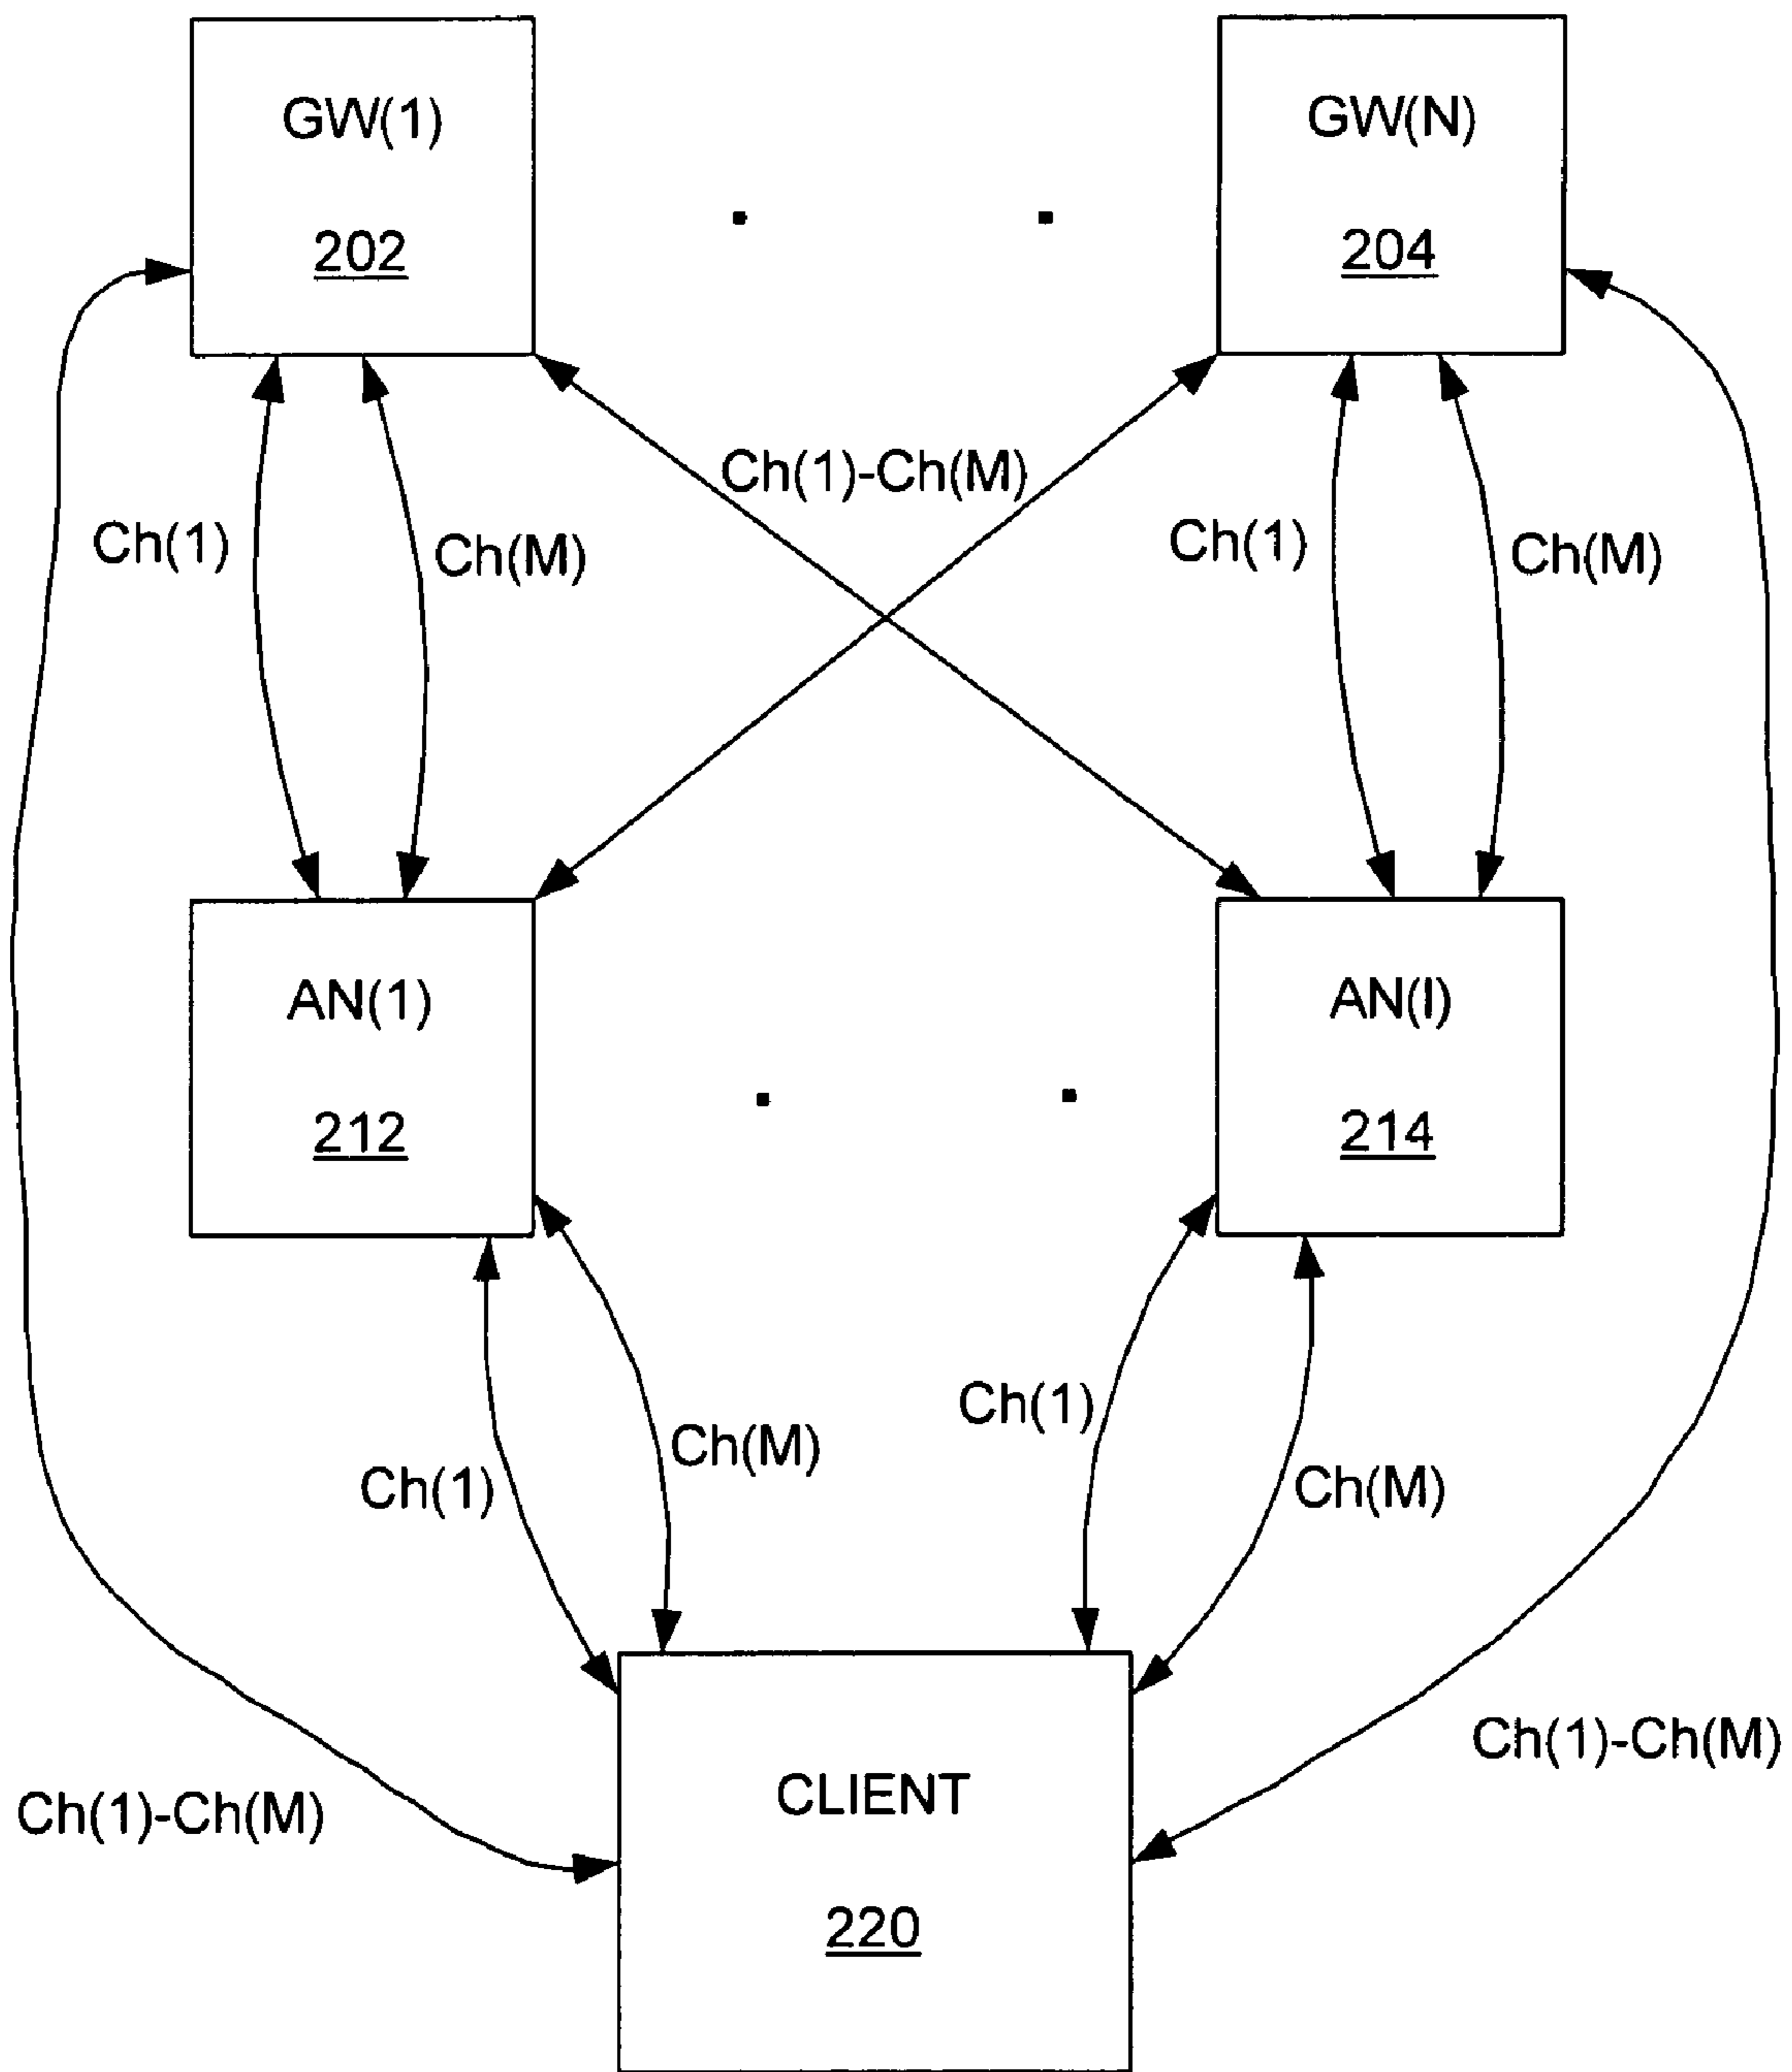 GW(1)
202
GW(N)
204
Ch(1)-Ch(M)
Ch(1)
Ch(M)
Ch(1)
Ch(M)
AN(1)
212
AN(I)
214
Ch(1)
Ch(M)
Ch(1)
Ch(M)
Ch(1)-Ch(M)
CLIENT
220
Ch(1)-Ch(M)